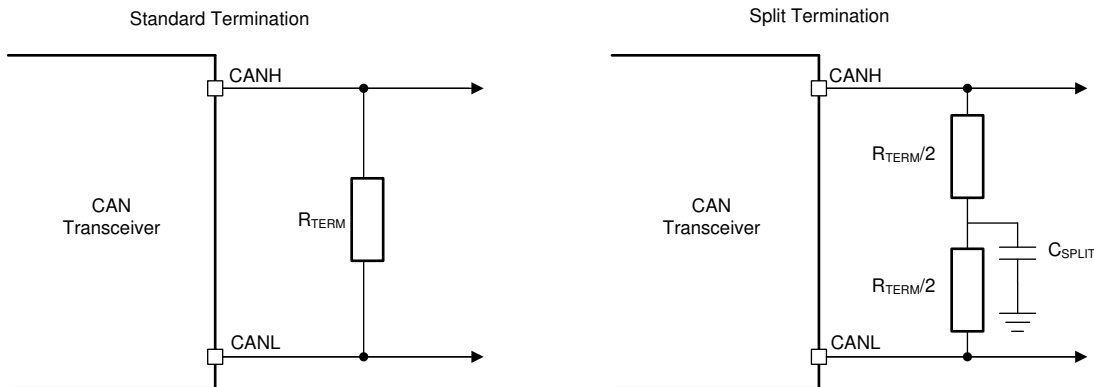 Standard Termination
CANH
CAN
Transceiver
RTERM
CANL
Split Termination
CANH
RTERM/2
CAN
Transceiver
CSPLIT
RTERM/2
CANL